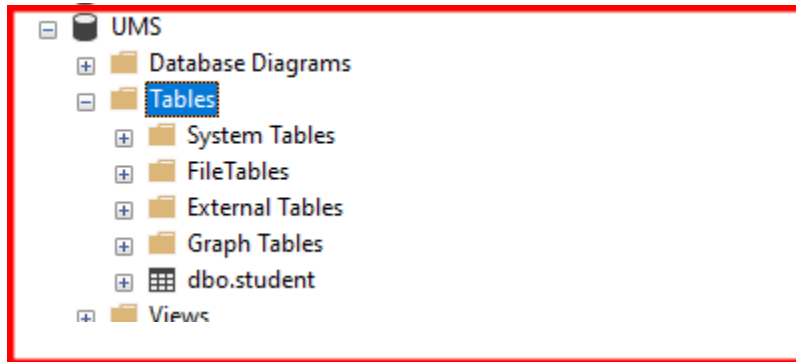 UMS
Database Diagrams
Tables
System Tables
FileTables
External Tables
Graph Tables
dbo.student
Views